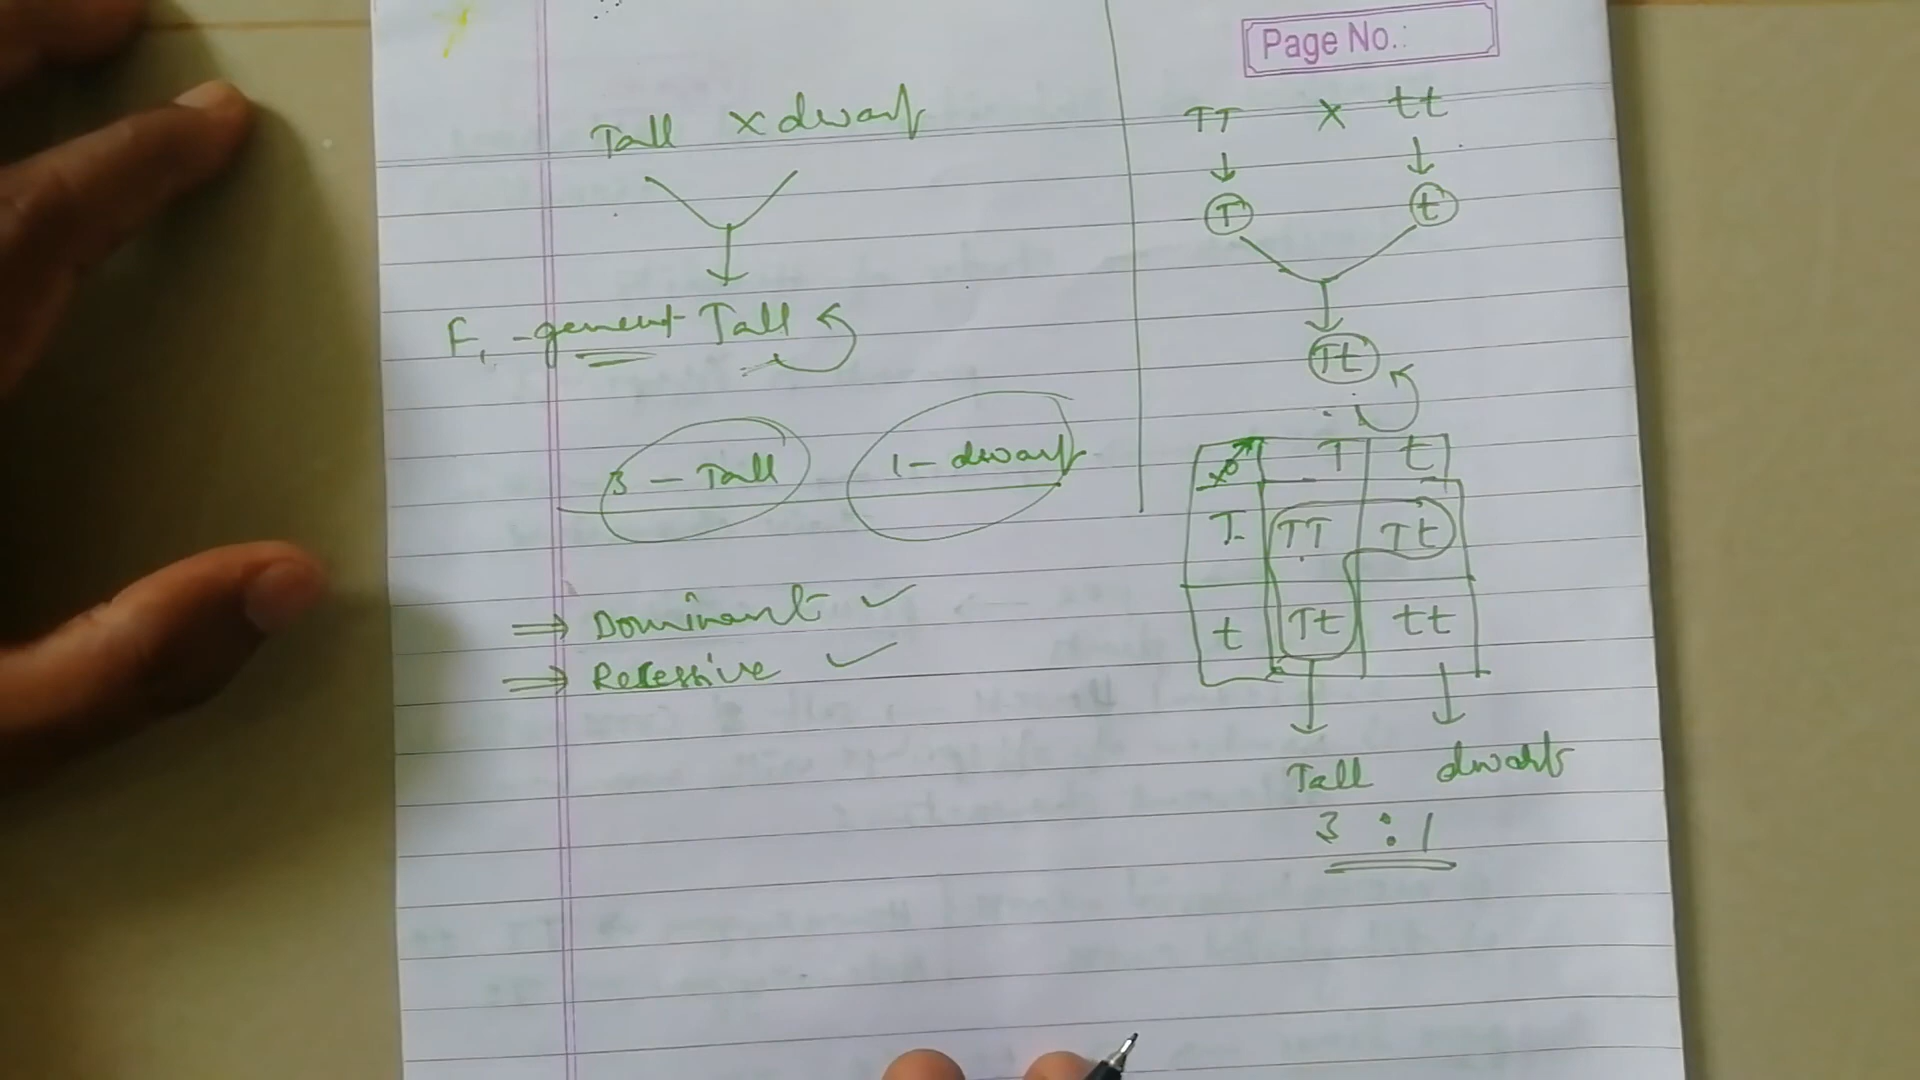 Page No.:
Tall x dwarf
F1 - generat Tall
3 - Tall 1 - dwarf
⇒ Dominant ✓
⇒ Recessive ✓
TT x tt
T t
Tt
T t
T TT Tt
t Tt tt
Tall dwarf
3 : 1